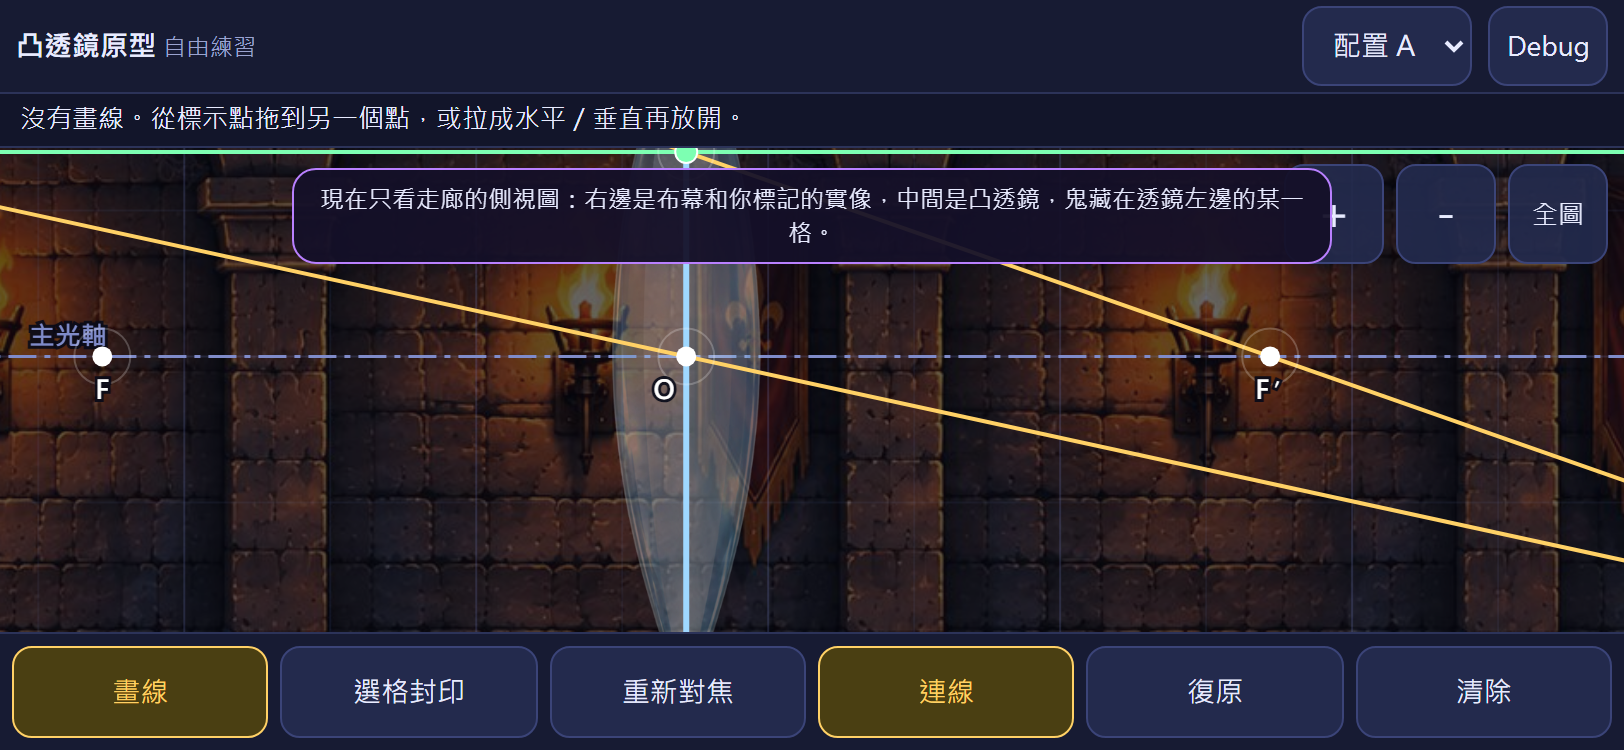 凸透鏡原型 自由練習
配置 A
Debug
沒有畫線。從標示點拖到另一個點，或拉成水平 / 垂直再放開。
現在只看走廊的側視圖：右邊是布幕和你標記的實像，中間是凸透鏡，鬼藏在透鏡左邊的某一
格。
+
−
全圖
主光軸
F
O
F′
畫線
選格封印
重新對焦
連線
復原
清除